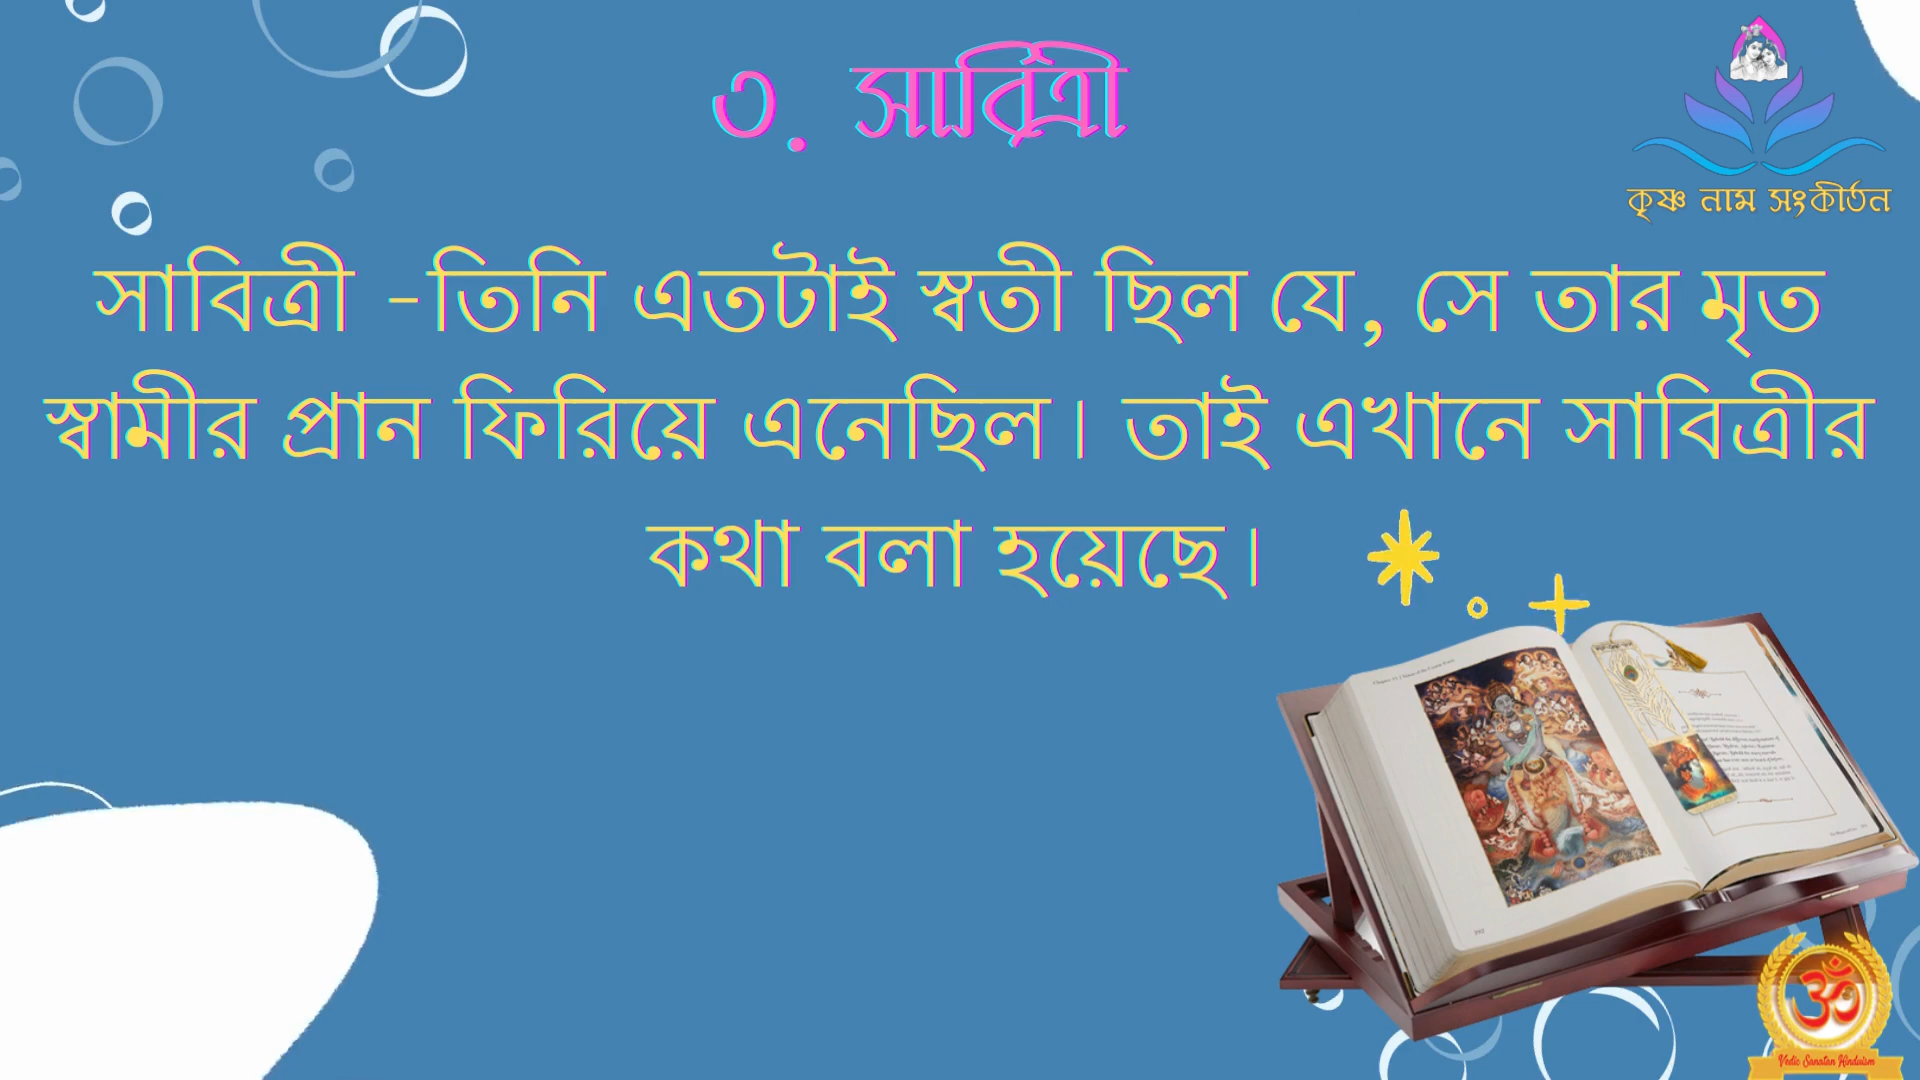 ৩. সাবিত্রী
কৃষ্ণ নাম সংকীর্তন
সাবিত্রী -তিনি এতটাই স্বতী ছিল যে, সে তার মৃত
স্বামীর প্রান ফিরিয়ে এনেছিল। তাই এখানে সাবিত্রীর
কথা বলা হয়েছে।
ॐ
Vedic Sanatan Hinduism